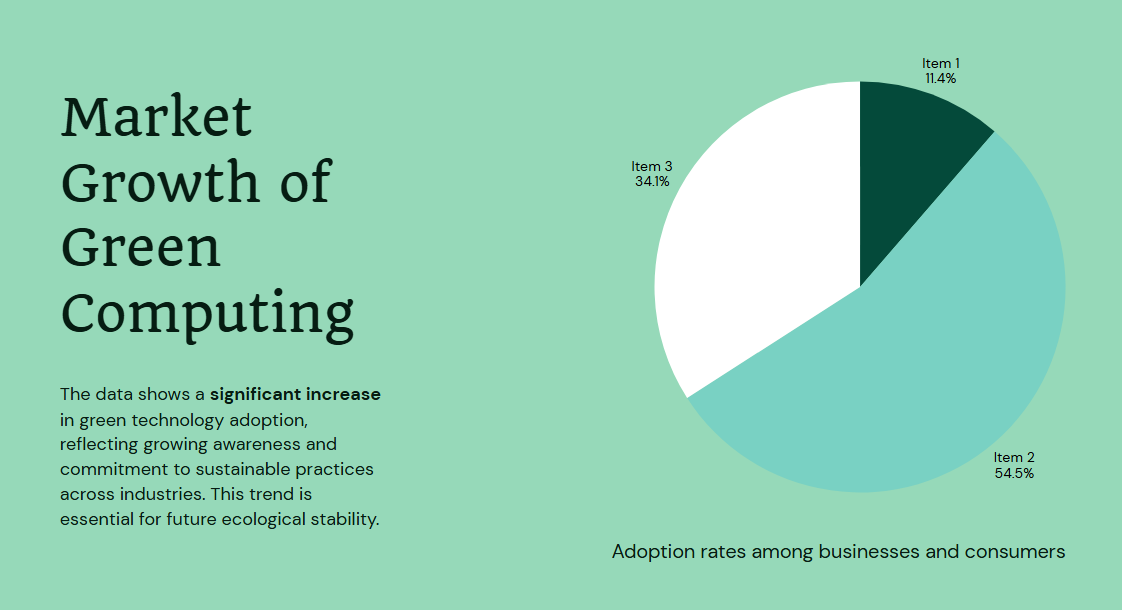 Market
Growth of
Green
Computing
The data shows a significant increase
in green technology adoption,
reflecting growing awareness and
commitment to sustainable practices
across industries. This trend is
essential for future ecological stability.
Item 1
11.4%
Item 3
34.1%
Item 2
54.5%
Adoption rates among businesses and consumers